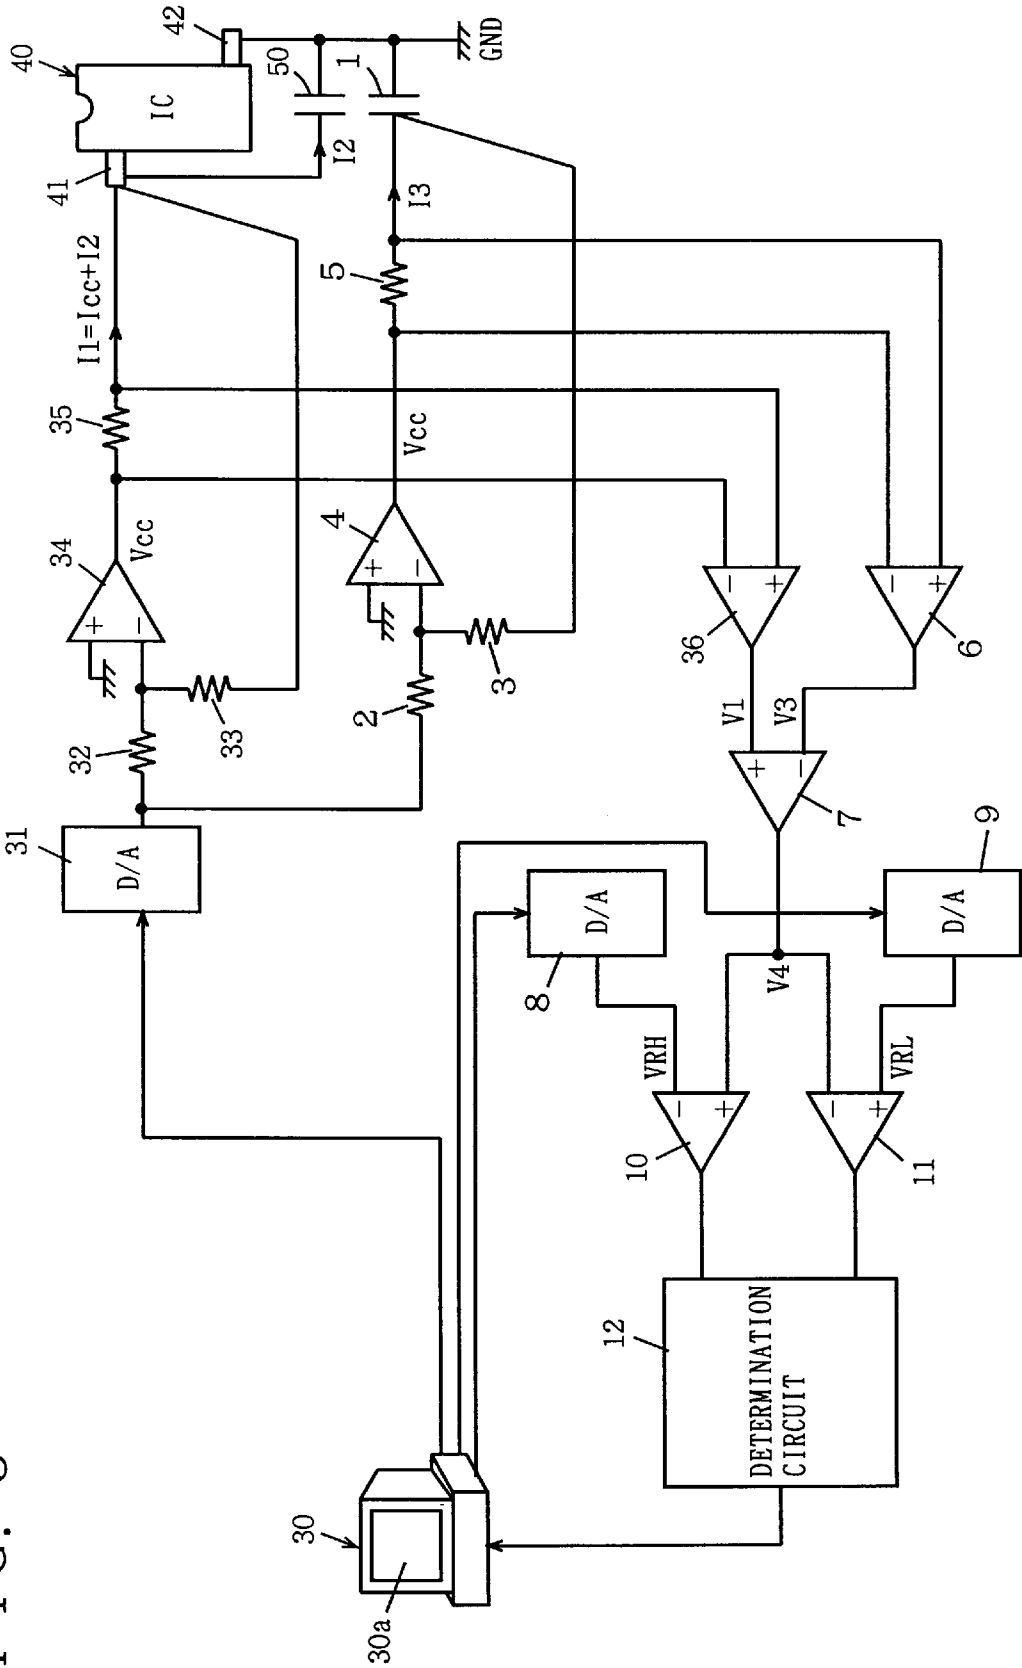 40
42
IC
41
50
1
GND
I1=Icc+I2
I2
I3
35
5
34
Vcc
4
Vcc
+
−
+
−
33
3
32
2
31
D/A
−
+
36
−
+
6
V1
V3
+
−
7
D/A
8
D/A
9
V4
VRH
VRL
−
+
10
−
+
11
12
DETERMINATION
CIRCUIT
30
30a